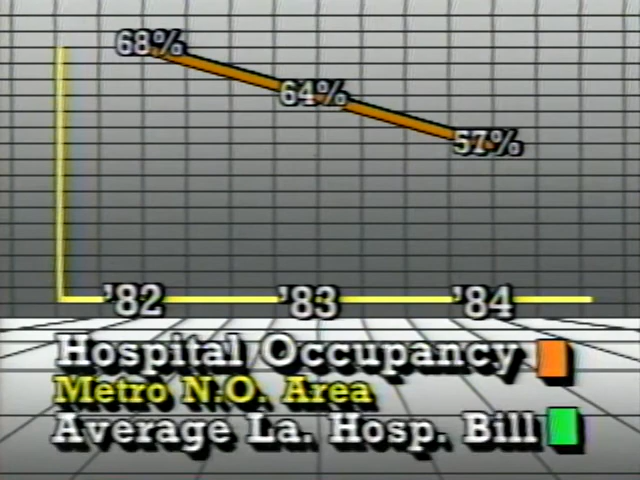 68%
64%
57%
'82 '83 '84
Hospital Occupancy
Metro N.O. Area
Average La. Hosp. Bill